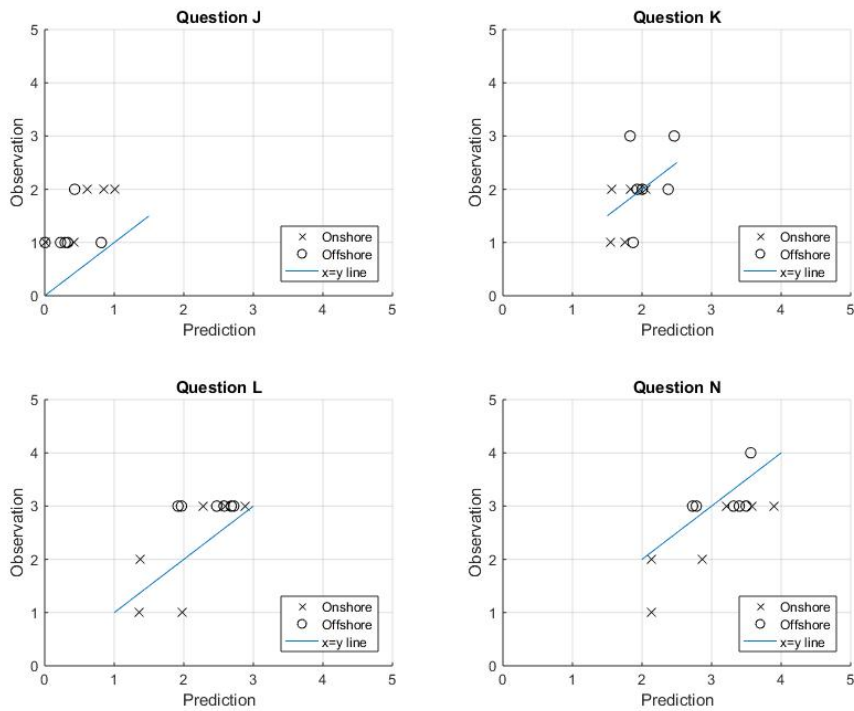 Question J
5
4
3
2
1
0
Observation
0 1 2 3 4 5
Prediction
Onshore
Offshore
x=y line
Question K
5
4
3
2
1
0
Observation
0 1 2 3 4 5
Prediction
Onshore
Offshore
x=y line
Question L
5
4
3
2
1
0
Observation
0 1 2 3 4 5
Prediction
Onshore
Offshore
x=y line
Question N
5
4
3
2
1
0
Observation
0 1 2 3 4 5
Prediction
Onshore
Offshore
x=y line